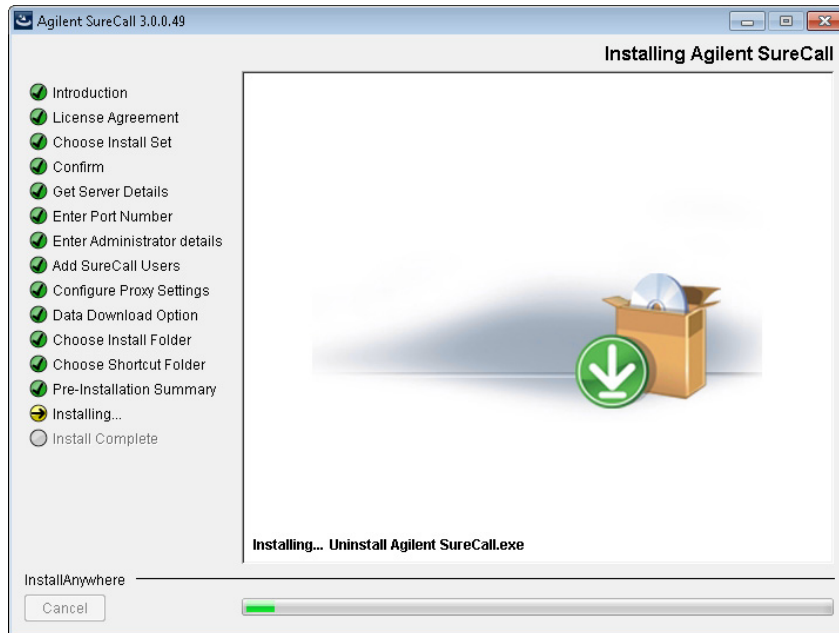 Agilent SureCall 3.0.0.49
Installing Agilent SureCall
Introduction
License Agreement
Choose Install Set
Confirm
Get Server Details
Enter Port Number
Enter Administrator details
Add SureCall Users
Configure Proxy Settings
Data Download Option
Choose Install Folder
Choose Shortcut Folder
Pre-Installation Summary
Installing...
Install Complete
Installing... Uninstall Agilent SureCall.exe
InstallAnywhere
Cancel